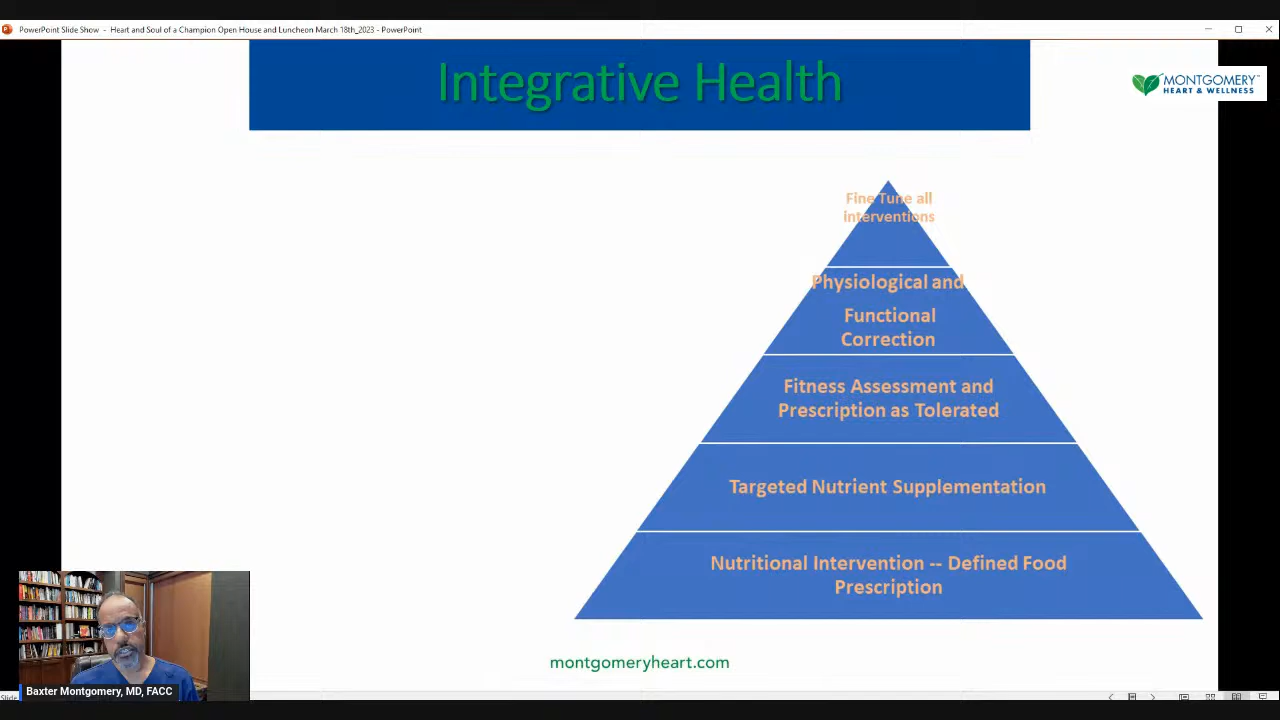 PowerPoint Slide Show - Heart and Soul of a Champion Open House and Luncheon March 18th_2023 - PowerPoint
Integrative Health
MONTGOMERY™
HEART & WELLNESS
Fine Tune all
interventions
Physiological and
Functional
Correction
Fitness Assessment and
Prescription as Tolerated
Targeted Nutrient Supplementation
Nutritional Intervention -- Defined Food
Prescription
montgomeryheart.com
Baxter Montgomery, MD, FACC
Slide